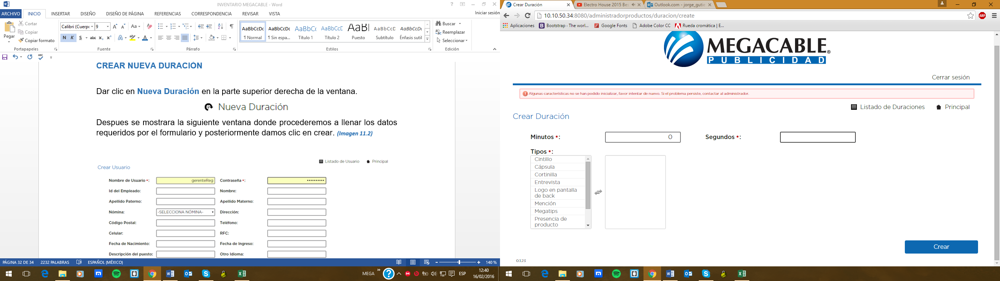 INVENTARIO MEGACABLE - Word
ARCHIVO INICIO INSERTAR DISEÑO DISEÑO DE PÁGINA REFERENCIAS CORRESPONDENCIA REVISAR VISTA Iniciar sesión
Pegar
Cortar
Copiar
Copiar formato
Portapapeles
Calibri (Cuerpo 9
Aa
N K S abc x₂ x²
Fuente
Párrafo
AaBbCcDc AaBbCcDc AaBbCc AaBbCcE AaBl AaBbCcD AaBbCcDc
¶ Normal ¶ Sin espa... Título 1 Título 2 Puesto Subtítulo Énfasis sutil
Estilos
Buscar
Reemplazar
Seleccionar
Edición
CREAR NUEVA DURACIÓN
Dar clic en Nueva Duración en la parte superior derecha de la ventana.
Nueva Duración
Despues se mostrara la siguiente ventana donde procederemos a llenar los datos
requeridos por el formulario y posteriormente damos clic en crear. (Imagen 11.2)
Listado de Usuario Principal
Crear Usuario
Nombre de Usuario •: gerenteReg Contraseña •: ••••••••••
Id del Empleado: Nombre:
Apellido Paterno: Apellido Materno:
Nómina: -SELECCIONA NÓMINA- Dirección:
Código Postal: Teléfono:
Celular: RFC:
Fecha de Nacimiento: Fecha de Ingreso:
Descripción del puesto: Otro Idioma:
PÁGINA 32 DE 34 2232 PALABRAS ESPAÑOL (MÉXICO) 140 %
MEGA » ESP 12:40
16/02/2016
Crear Duración Electro House 2015 Bes Outlook.com - jorge_gutie
10.10.50.34:8080/administradorproductos/duracion/create
ABP
Aplicaciones Bootstrap · The worl... Google Fonts Adobe Color CC Rueda cromática | E...
MEGACABLE®
PUBLICIDAD
Cerrar sesión
Algunas características no se han podido inicializar, favor intentar de nuevo. Si el problema persiste, contactar al administrador.
Listado de Duraciones Principal
Crear Duración
Minutos •: 0 Segundos •:
Tipos •:
Cintillo
Cápsula
Cortinilla
Entrevista
Logo en pantalla
de back
Mención
Megatips
Presencia de
producto
Crear
0.1.23